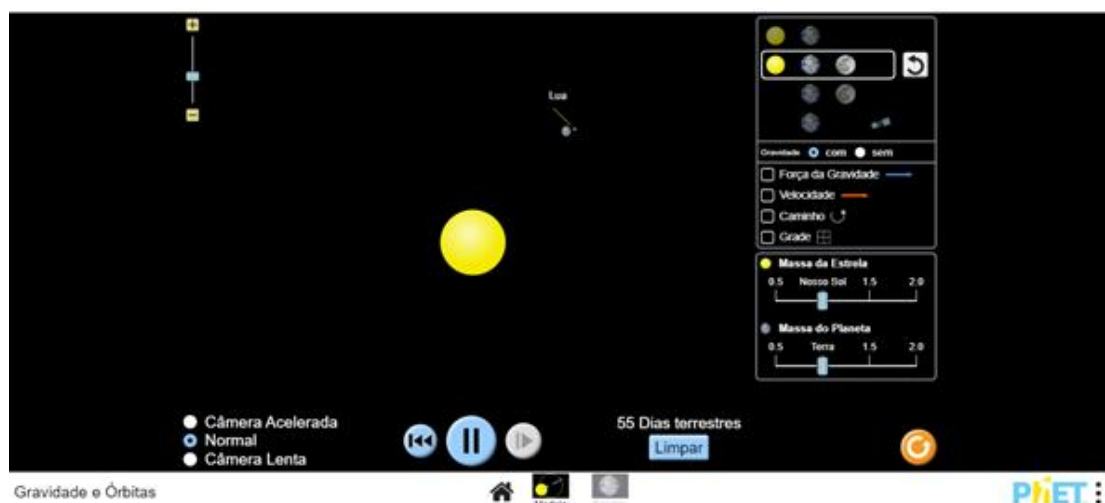 Lua
Gravidade com sem
Força da Gravidade
Velocidade
Caminho
Grade
Massa da Estrela
0.5 Nosso Sol 1.5 2.0
Massa do Planeta
0.5 Terra 1.5 2.0
Câmera Acelerada
Normal
Câmera Lenta
55 Dias terrestres
Limpar
Gravidade e Órbitas
PhET